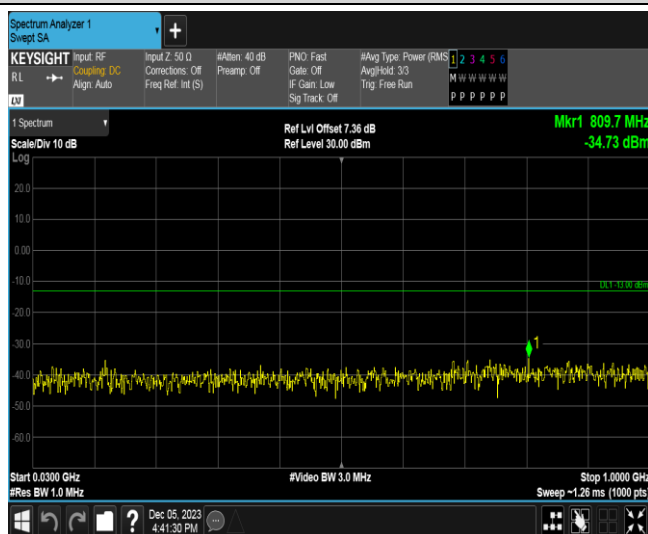 Spectrum Analyzer 1
Swept SA
KEYSIGHT
RL
LXI
Input: RF
Coupling: DC
Align: Auto
Input Z: 50 Ω
Corrections: Off
Freq Ref: Int (S)
#Atten: 40 dB
Preamp: Off
PNO: Fast
Gate: Off
IF Gain: Low
Sig Track: Off
#Avg Type: Power (RMS
Avg|Hold: 3/3
Trig: Free Run
1 2 3 4 5 6
M W W W W W
P P P P P P
1 Spectrum
Scale/Div 10 dB
Log
Ref Lvl Offset 7.36 dB
Ref Level 30.00 dBm
Mkr1 809.7 MHz
-34.73 dBm
20.0
10.0
0.00
-10.0
DL1 -13.00 dBm
-20.0
-30.0
1
-40.0
-50.0
-60.0
Start 0.0300 GHz
#Video BW 3.0 MHz
Stop 1.0000 GHz
#Res BW 1.0 MHz
Sweep ~1.26 ms (1000 pts)
?
Dec 05, 2023
4:41:30 PM